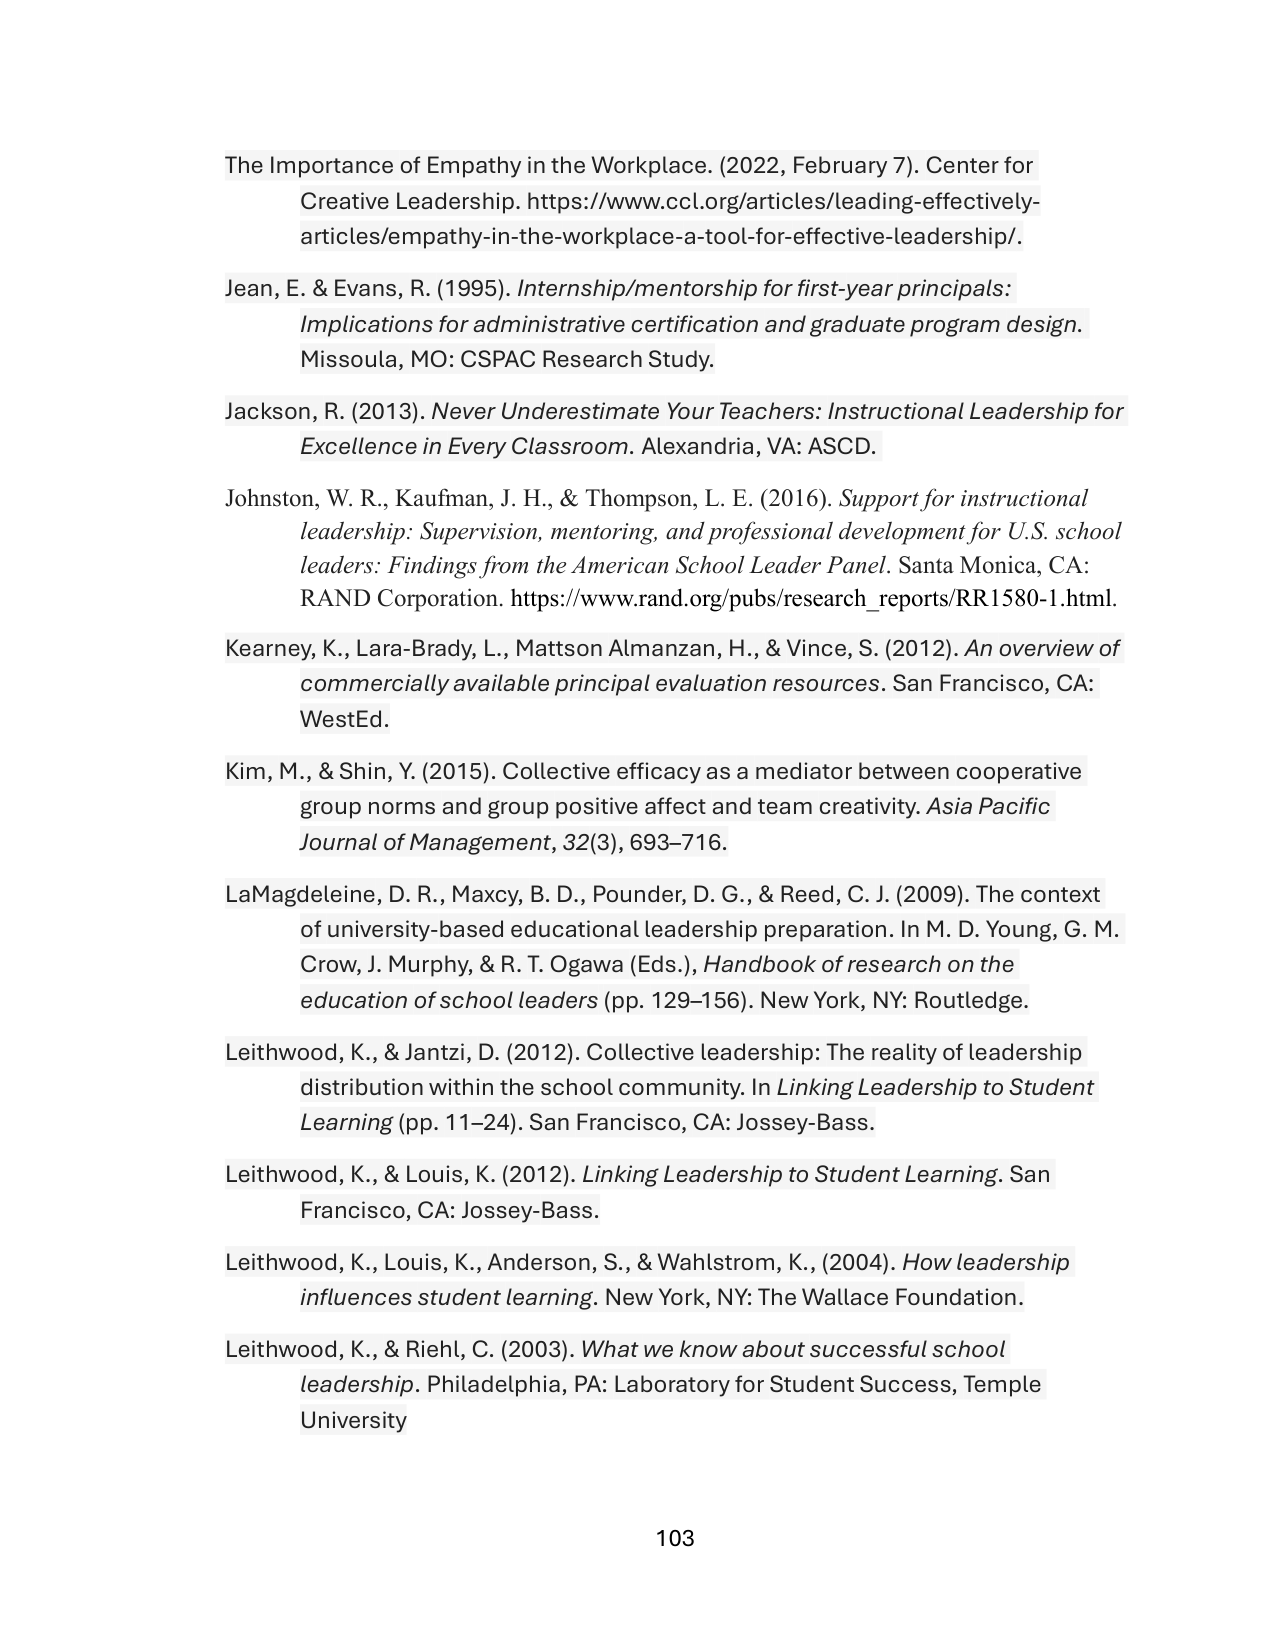 The Importance of Empathy in the Workplace. (2022, February 7). Center for
Creative Leadership. https://www.ccl.org/articles/leading-effectively-
articles/empathy-in-the-workplace-a-tool-for-effective-leadership/.
Jean, E. & Evans, R. (1995). Internship/mentorship for first-year principals:
Implications for administrative certification and graduate program design.
Missoula, MO: CSPAC Research Study.
Jackson, R. (2013). Never Underestimate Your Teachers: Instructional Leadership for
Excellence in Every Classroom. Alexandria, VA: ASCD.
Johnston, W. R., Kaufman, J. H., & Thompson, L. E. (2016). Support for instructional
leadership: Supervision, mentoring, and professional development for U.S. school
leaders: Findings from the American School Leader Panel. Santa Monica, CA:
RAND Corporation. https://www.rand.org/pubs/research_reports/RR1580-1.html.
Kearney, K., Lara-Brady, L., Mattson Almanzan, H., & Vince, S. (2012). An overview of
commercially available principal evaluation resources. San Francisco, CA:
WestEd.
Kim, M., & Shin, Y. (2015). Collective efficacy as a mediator between cooperative
group norms and group positive affect and team creativity. Asia Pacific
Journal of Management, 32(3), 693–716.
LaMagdeleine, D. R., Maxcy, B. D., Pounder, D. G., & Reed, C. J. (2009). The context
of university-based educational leadership preparation. In M. D. Young, G. M.
Crow, J. Murphy, & R. T. Ogawa (Eds.), Handbook of research on the
education of school leaders (pp. 129–156). New York, NY: Routledge.
Leithwood, K., & Jantzi, D. (2012). Collective leadership: The reality of leadership
distribution within the school community. In Linking Leadership to Student
Learning (pp. 11–24). San Francisco, CA: Jossey-Bass.
Leithwood, K., & Louis, K. (2012). Linking Leadership to Student Learning. San
Francisco, CA: Jossey-Bass.
Leithwood, K., Louis, K., Anderson, S., & Wahlstrom, K., (2004). How leadership
influences student learning. New York, NY: The Wallace Foundation.
Leithwood, K., & Riehl, C. (2003). What we know about successful school
leadership. Philadelphia, PA: Laboratory for Student Success, Temple
University
103